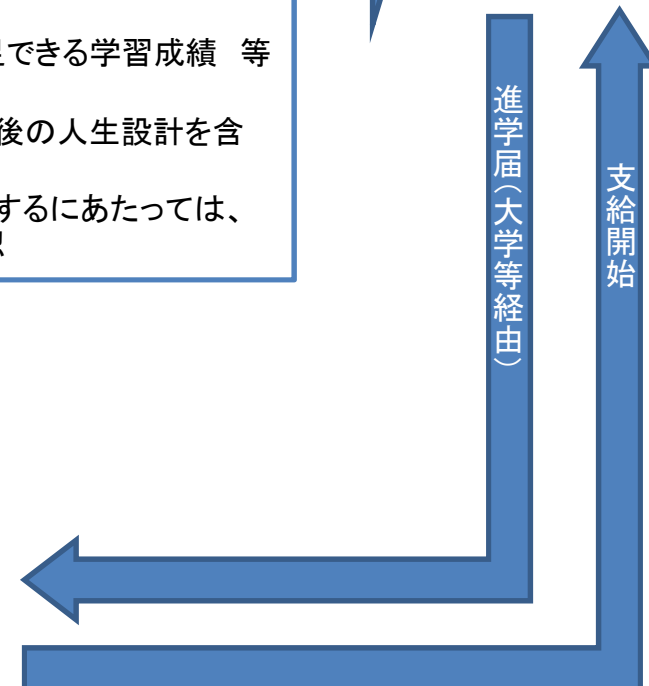 できる学習成績 等
後の人生設計を含
するにあたっては、
進学届(大学等経由)
支給開始